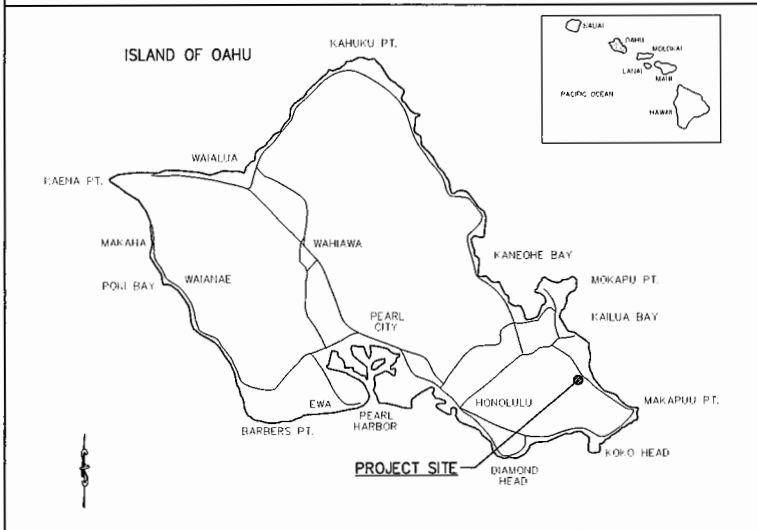 ISLAND OF OAHU
KAHUKU PT.
KAUAI
OAHU
MOLOKAI
LANAI
MAUI
PACIFIC OCEAN
HAWAII
WAIALUA
KAENA PT.
MAKAHA
WAHIAWA
KANEOHE BAY
POKI BAY
WAIANAE
MOKAPU PT.
KAILUA BAY
PEARL
CITY
HONOLULU
MAKAPUU PT.
EWA
PEARL
HARBOR
BARBERS PT.
KOKO HEAD
PROJECT SITE
DIAMOND
HEAD